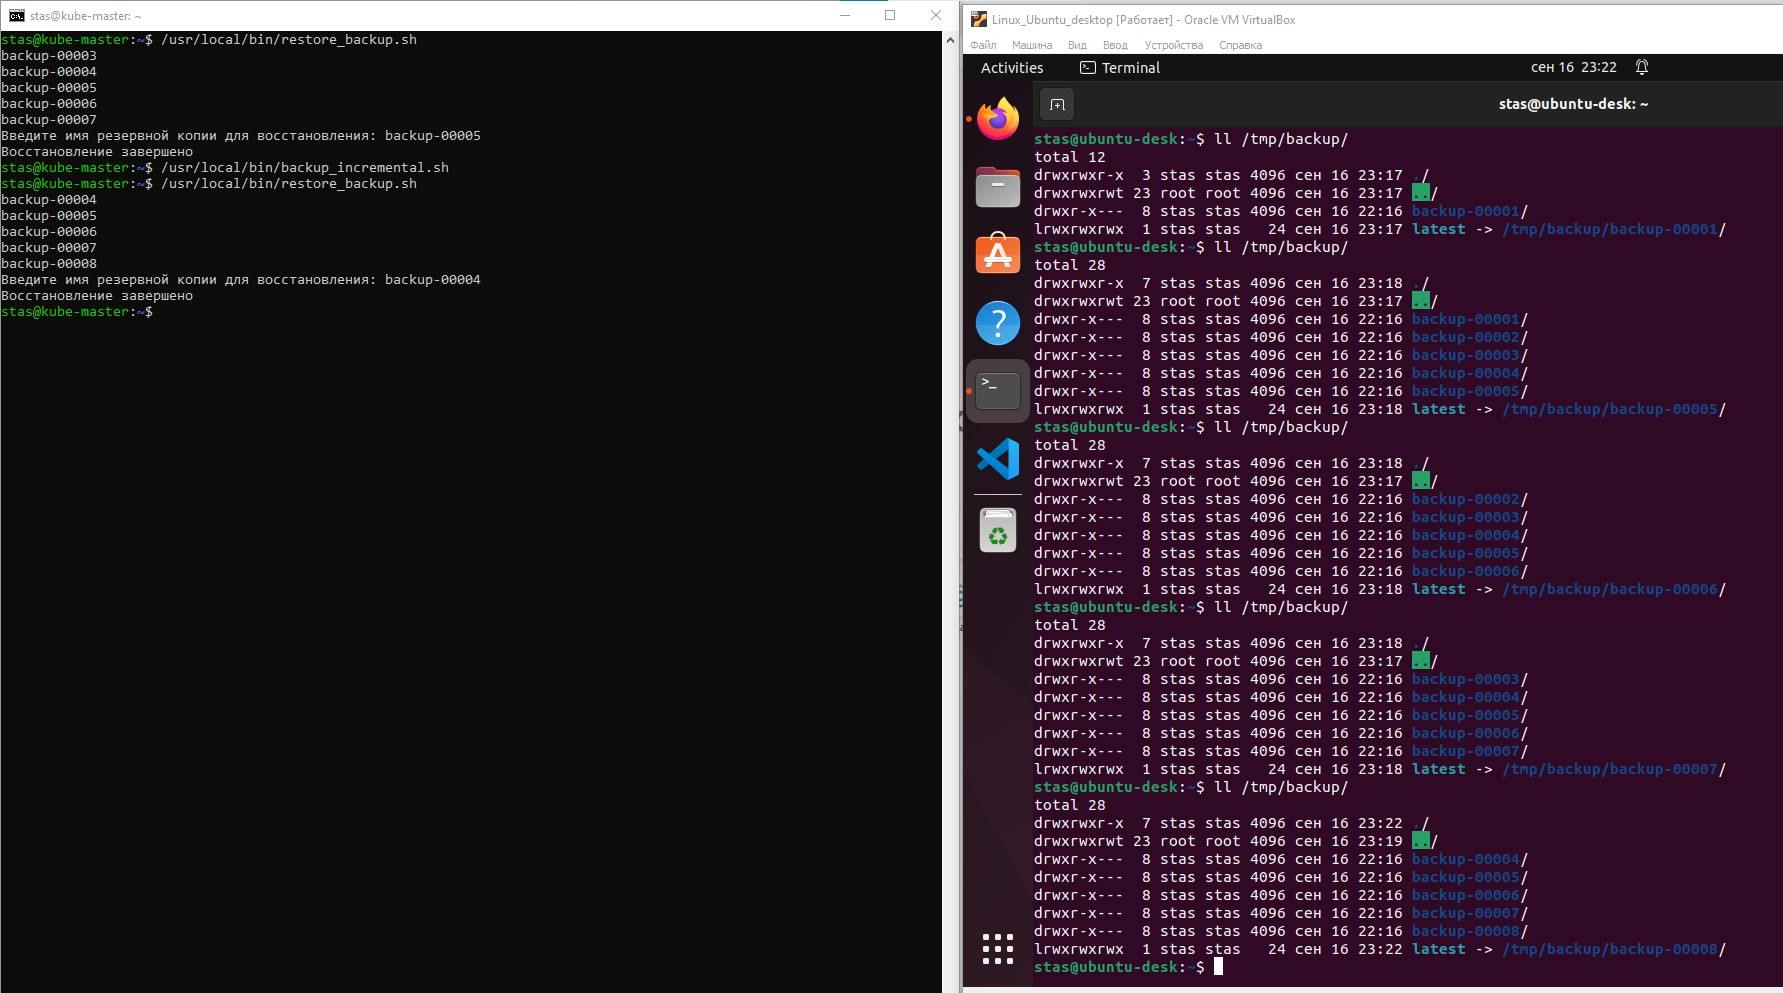 stas@kube-master: ~
stas@kube-master:~$ /usr/local/bin/restore_backup.sh
backup-00003
backup-00004
backup-00005
backup-00006
backup-00007
Введите имя резервной копии для восстановления: backup-00005
Восстановление завершено
stas@kube-master:~$ /usr/local/bin/backup_incremental.sh
stas@kube-master:~$ /usr/local/bin/restore_backup.sh
backup-00004
backup-00005
backup-00006
backup-00007
backup-00008
Введите имя резервной копии для восстановления: backup-00004
Восстановление завершено
stas@kube-master:~$
Linux_Ubuntu_desktop [Работает] - Oracle VM VirtualBox
Файл Машина Вид Ввод Устройства Справка
Activities Terminal сен 16 23:22
stas@ubuntu-desk: ~
stas@ubuntu-desk:~$ ll /tmp/backup/
total 12
drwxrwxr-x 3 stas stas 4096 сен 16 23:17 ./
drwxrwxrwt 23 root root 4096 сен 16 23:17 ../
drwxr-x--- 8 stas stas 4096 сен 16 22:16 backup-00001/
lrwxrwxrwx 1 stas stas 24 сен 16 23:17 latest -> /tmp/backup/backup-00001/
stas@ubuntu-desk:~$ ll /tmp/backup/
total 28
drwxrwxr-x 7 stas stas 4096 сен 16 23:18 ./
drwxrwxrwt 23 root root 4096 сен 16 23:17 ../
drwxr-x--- 8 stas stas 4096 сен 16 22:16 backup-00001/
drwxr-x--- 8 stas stas 4096 сен 16 22:16 backup-00002/
drwxr-x--- 8 stas stas 4096 сен 16 22:16 backup-00003/
drwxr-x--- 8 stas stas 4096 сен 16 22:16 backup-00004/
drwxr-x--- 8 stas stas 4096 сен 16 22:16 backup-00005/
lrwxrwxrwx 1 stas stas 24 сен 16 23:18 latest -> /tmp/backup/backup-00005/
stas@ubuntu-desk:~$ ll /tmp/backup/
total 28
drwxrwxr-x 7 stas stas 4096 сен 16 23:18 ./
drwxrwxrwt 23 root root 4096 сен 16 23:17 ../
drwxr-x--- 8 stas stas 4096 сен 16 22:16 backup-00002/
drwxr-x--- 8 stas stas 4096 сен 16 22:16 backup-00003/
drwxr-x--- 8 stas stas 4096 сен 16 22:16 backup-00004/
drwxr-x--- 8 stas stas 4096 сен 16 22:16 backup-00005/
drwxr-x--- 8 stas stas 4096 сен 16 22:16 backup-00006/
lrwxrwxrwx 1 stas stas 24 сен 16 23:18 latest -> /tmp/backup/backup-00006/
stas@ubuntu-desk:~$ ll /tmp/backup/
total 28
drwxrwxr-x 7 stas stas 4096 сен 16 23:18 ./
drwxrwxrwt 23 root root 4096 сен 16 23:17 ../
drwxr-x--- 8 stas stas 4096 сен 16 22:16 backup-00003/
drwxr-x--- 8 stas stas 4096 сен 16 22:16 backup-00004/
drwxr-x--- 8 stas stas 4096 сен 16 22:16 backup-00005/
drwxr-x--- 8 stas stas 4096 сен 16 22:16 backup-00006/
drwxr-x--- 8 stas stas 4096 сен 16 22:16 backup-00007/
lrwxrwxrwx 1 stas stas 24 сен 16 23:18 latest -> /tmp/backup/backup-00007/
stas@ubuntu-desk:~$ ll /tmp/backup/
total 28
drwxrwxr-x 7 stas stas 4096 сен 16 23:22 ./
drwxrwxrwt 23 root root 4096 сен 16 23:19 ../
drwxr-x--- 8 stas stas 4096 сен 16 22:16 backup-00004/
drwxr-x--- 8 stas stas 4096 сен 16 22:16 backup-00005/
drwxr-x--- 8 stas stas 4096 сен 16 22:16 backup-00006/
drwxr-x--- 8 stas stas 4096 сен 16 22:16 backup-00007/
drwxr-x--- 8 stas stas 4096 сен 16 22:16 backup-00008/
lrwxrwxrwx 1 stas stas 24 сен 16 23:22 latest -> /tmp/backup/backup-00008/
stas@ubuntu-desk:~$